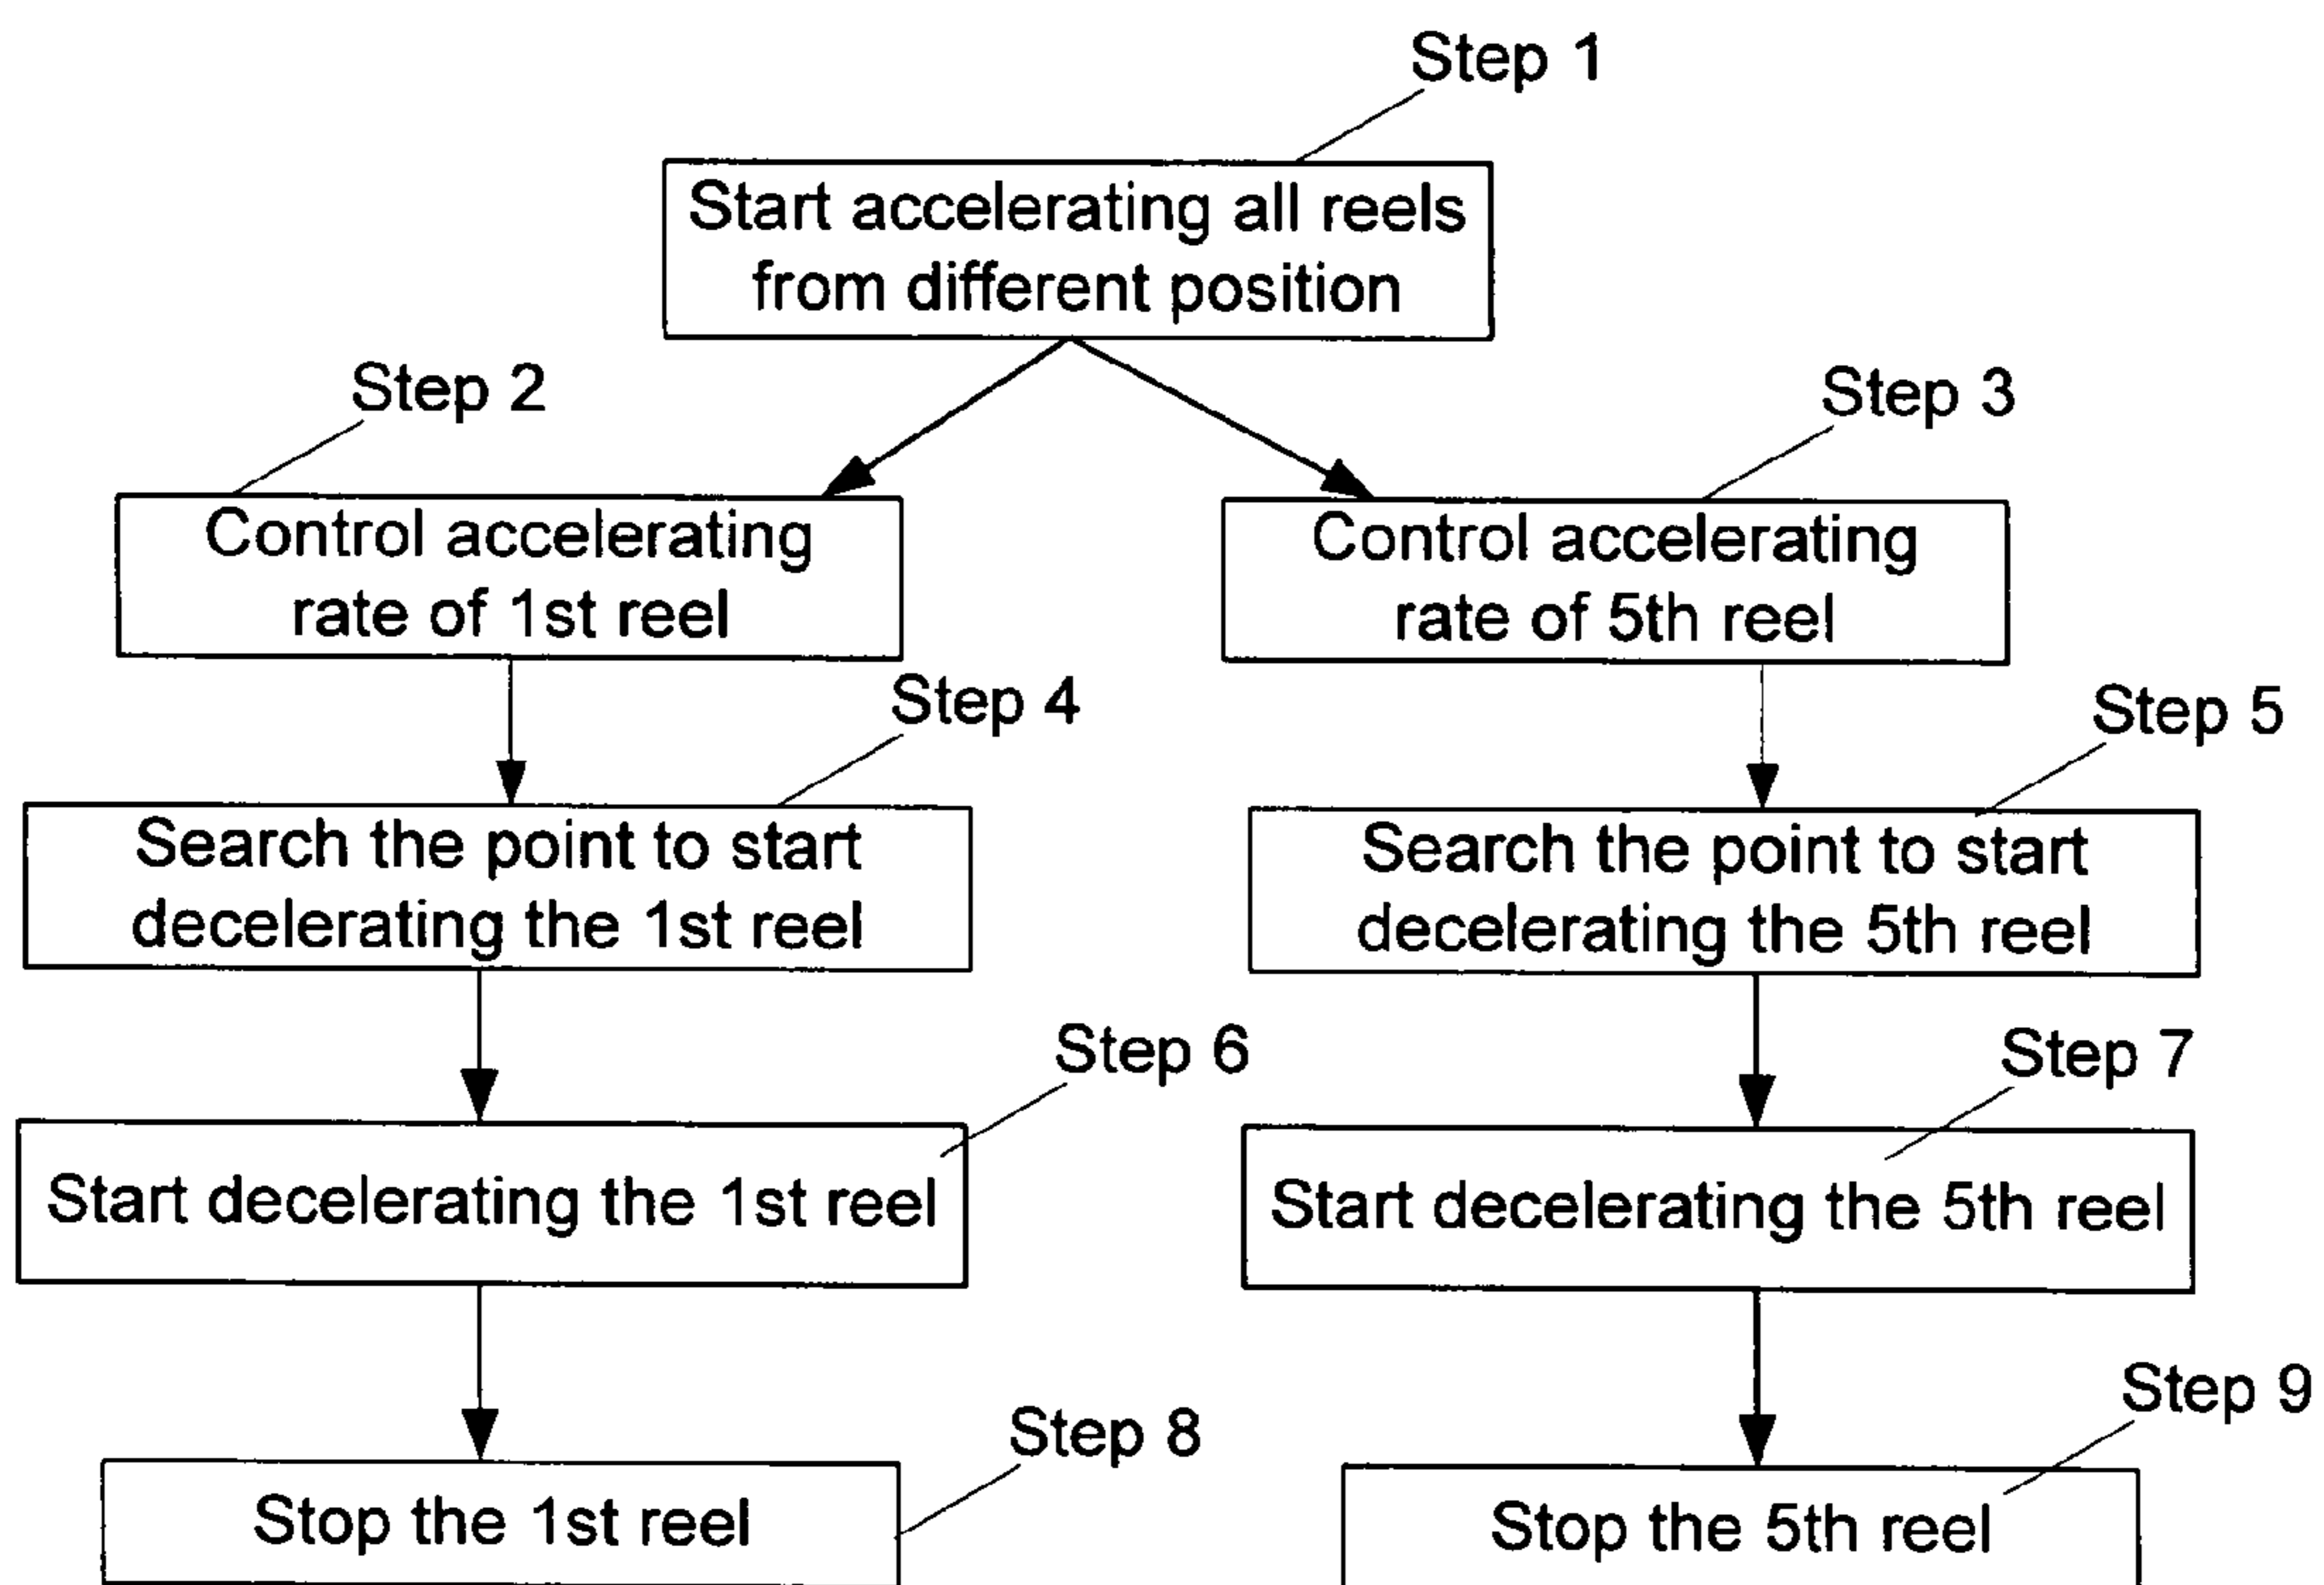 Step 1
Start accelerating all reels
from different position
Step 2
Step 3
Control accelerating
rate of 1st reel
Control accelerating
rate of 5th reel
Step 4
Step 5
Search the point to start
decelerating the 1st reel
Search the point to start
decelerating the 5th reel
Step 6
Step 7
Start decelerating the 1st reel
Start decelerating the 5th reel
Step 8
Step 9
Stop the 1st reel
Stop the 5th reel